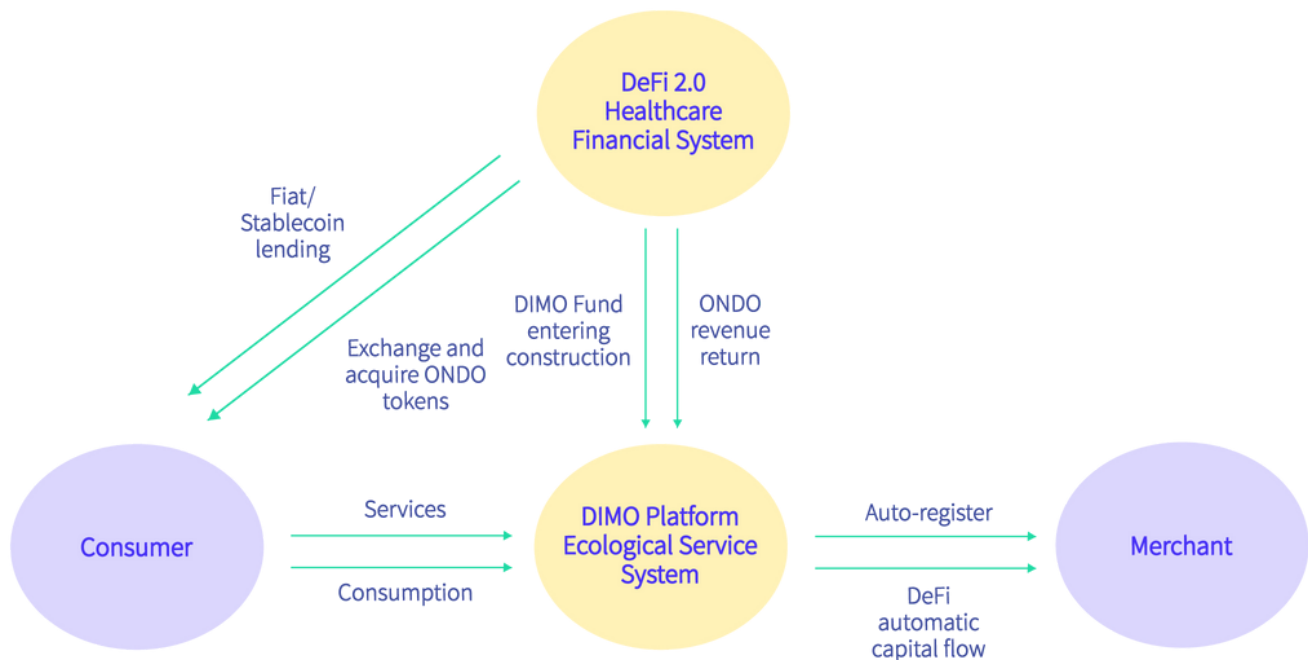 DeFi 2.0
Healthcare
Financial System
Fiat/
Stablecoin
lending
Exchange and
acquire ONDO
tokens
DIMO Fund
entering
construction
ONDO
revenue
return
Consumer
Services
Consumption
DIMO Platform
Ecological Service
System
Auto-register
DeFi
automatic
capital flow
Merchant